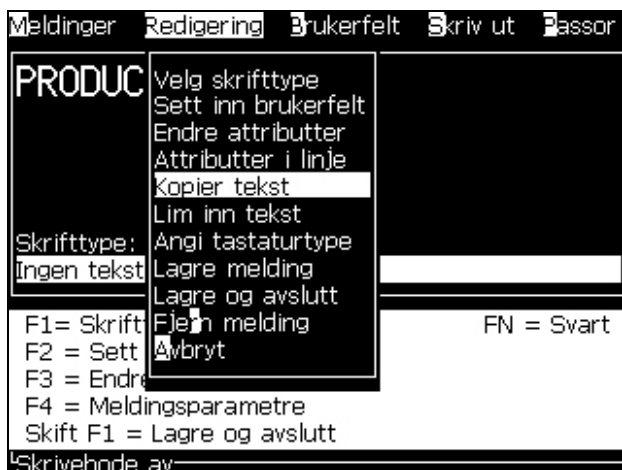 Meldinger Redigering Brukerfelt Skriv ut Passor
PRODUC
Velg skrifttype
Sett inn brukerfelt
Endre attributter
Attributter i linje
Kopier tekst
Lim inn tekst
Angi tastaturtype
Lagre melding
Lagre og avslutt
Fjern melding
Avbryt
Skrifttype:
Ingen tekst
F1= Skrift FN = Svart
F2 = Sett
F3 = Endre
F4 = Meldingsparametre
Skift F1 = Lagre og avslutt
Skrivehode av